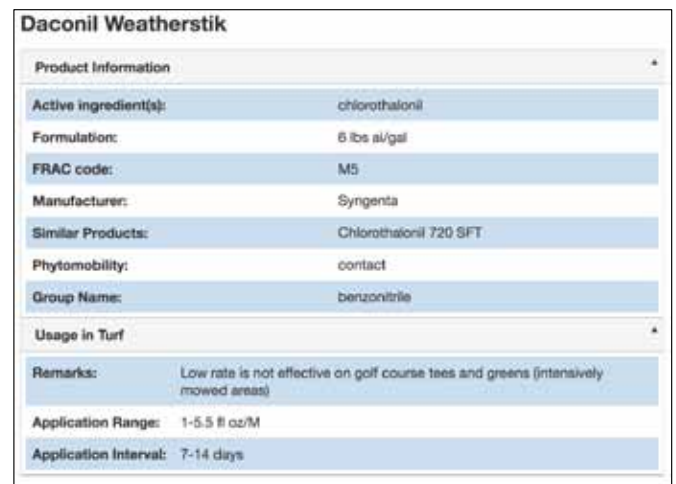 Daconil Weatherstik
Product Information
Active ingredient(s): chlorothalonil
Formulation: 6 lbs ai/gal
FRAC code: M5
Manufacturer: Syngenta
Similar Products: Chlorothalonil 720 SFT
Phytomobility: contact
Group Name: benzonitrile
Usage in Turf
Remarks: Low rate is not effective on golf course tees and greens (intensively
mowed areas)
Application Range: 1-5.5 fl oz/M
Application Interval: 7-14 days